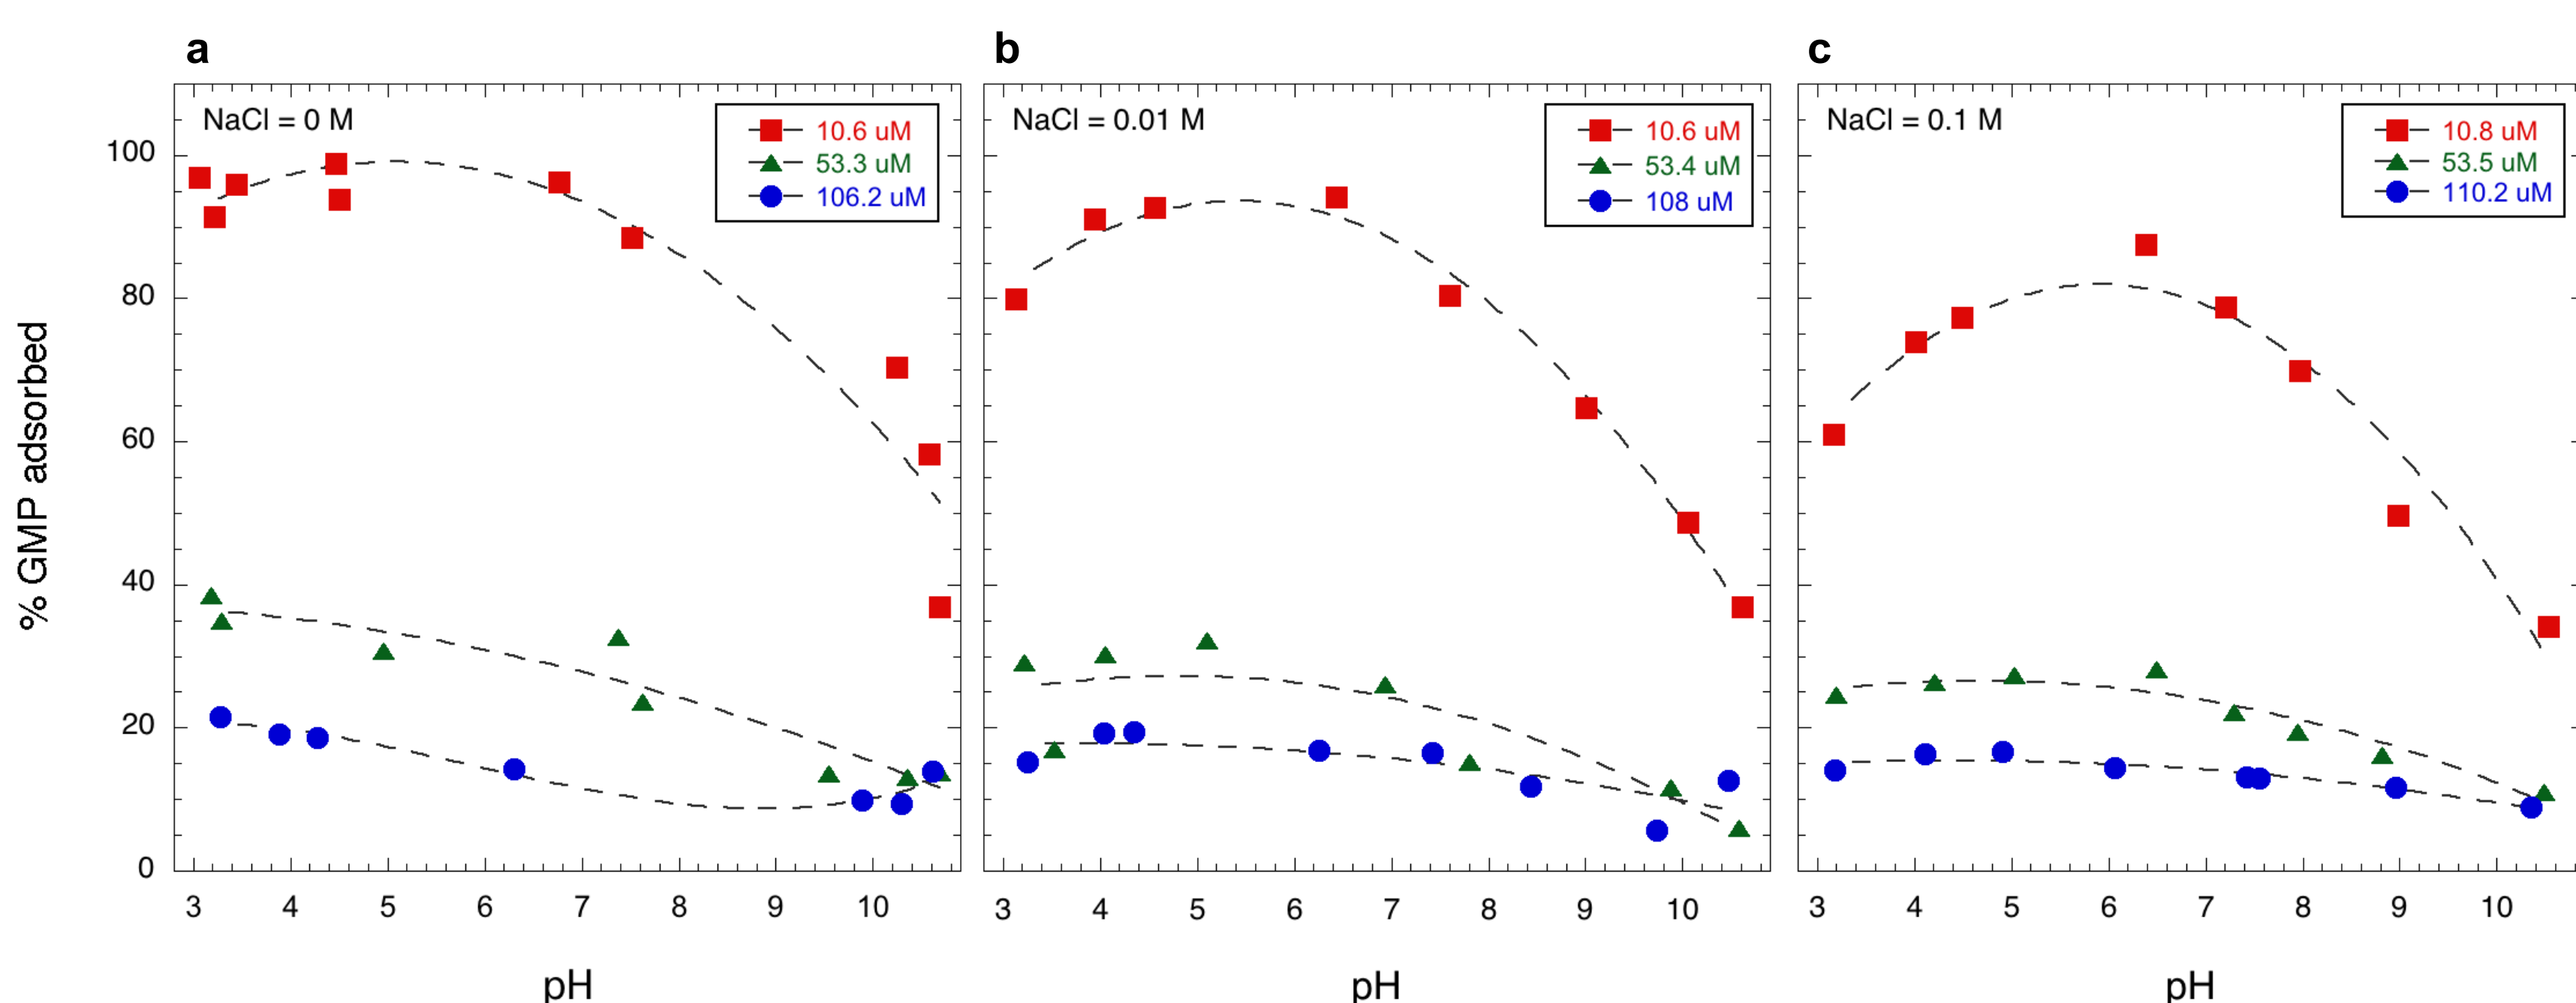 a
b
c
NaCl = 0 M
10.6 uM
53.3 uM
106.2 uM
NaCl = 0.01 M
10.6 uM
53.4 uM
108 uM
NaCl = 0.1 M
10.8 uM
53.5 uM
110.2 uM
% GMP adsorbed
100
80
60
40
20
0
3 4 5 6 7 8 9 10
3 4 5 6 7 8 9 10
3 4 5 6 7 8 9 10
pH
pH
pH